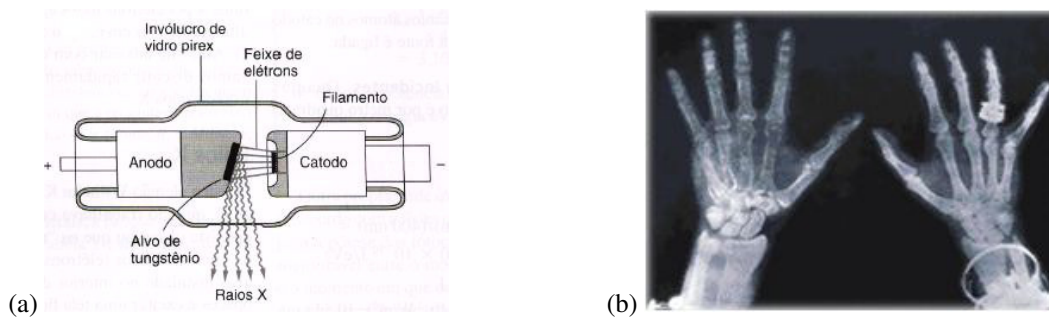 Invólucro de
vidro pirex
Feixe de
elétrons
Filamento
+
Anodo
Catodo
–
Alvo de
tungstênio
Raios X
(a)
(b)